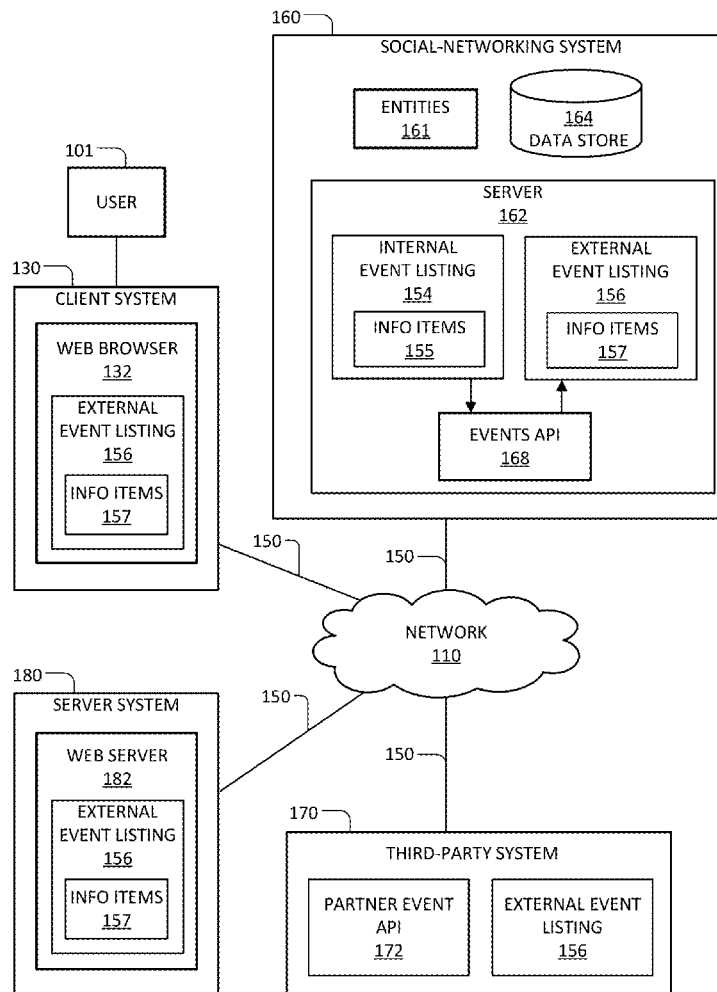 160
SOCIAL-NETWORKING SYSTEM
ENTITIES
161
164
DATA STORE
101
USER
SERVER
162
INTERNAL
EVENT LISTING
154
INFO ITEMS
155
EXTERNAL
EVENT LISTING
156
INFO ITEMS
157
EVENTS API
168
130
CLIENT SYSTEM
WEB BROWSER
132
EXTERNAL
EVENT LISTING
156
INFO ITEMS
157
150
150
NETWORK
110
180
SERVER SYSTEM
WEB SERVER
182
EXTERNAL
EVENT LISTING
156
INFO ITEMS
157
150
150
170
THIRD-PARTY SYSTEM
PARTNER EVENT
API
172
EXTERNAL EVENT
LISTING
156